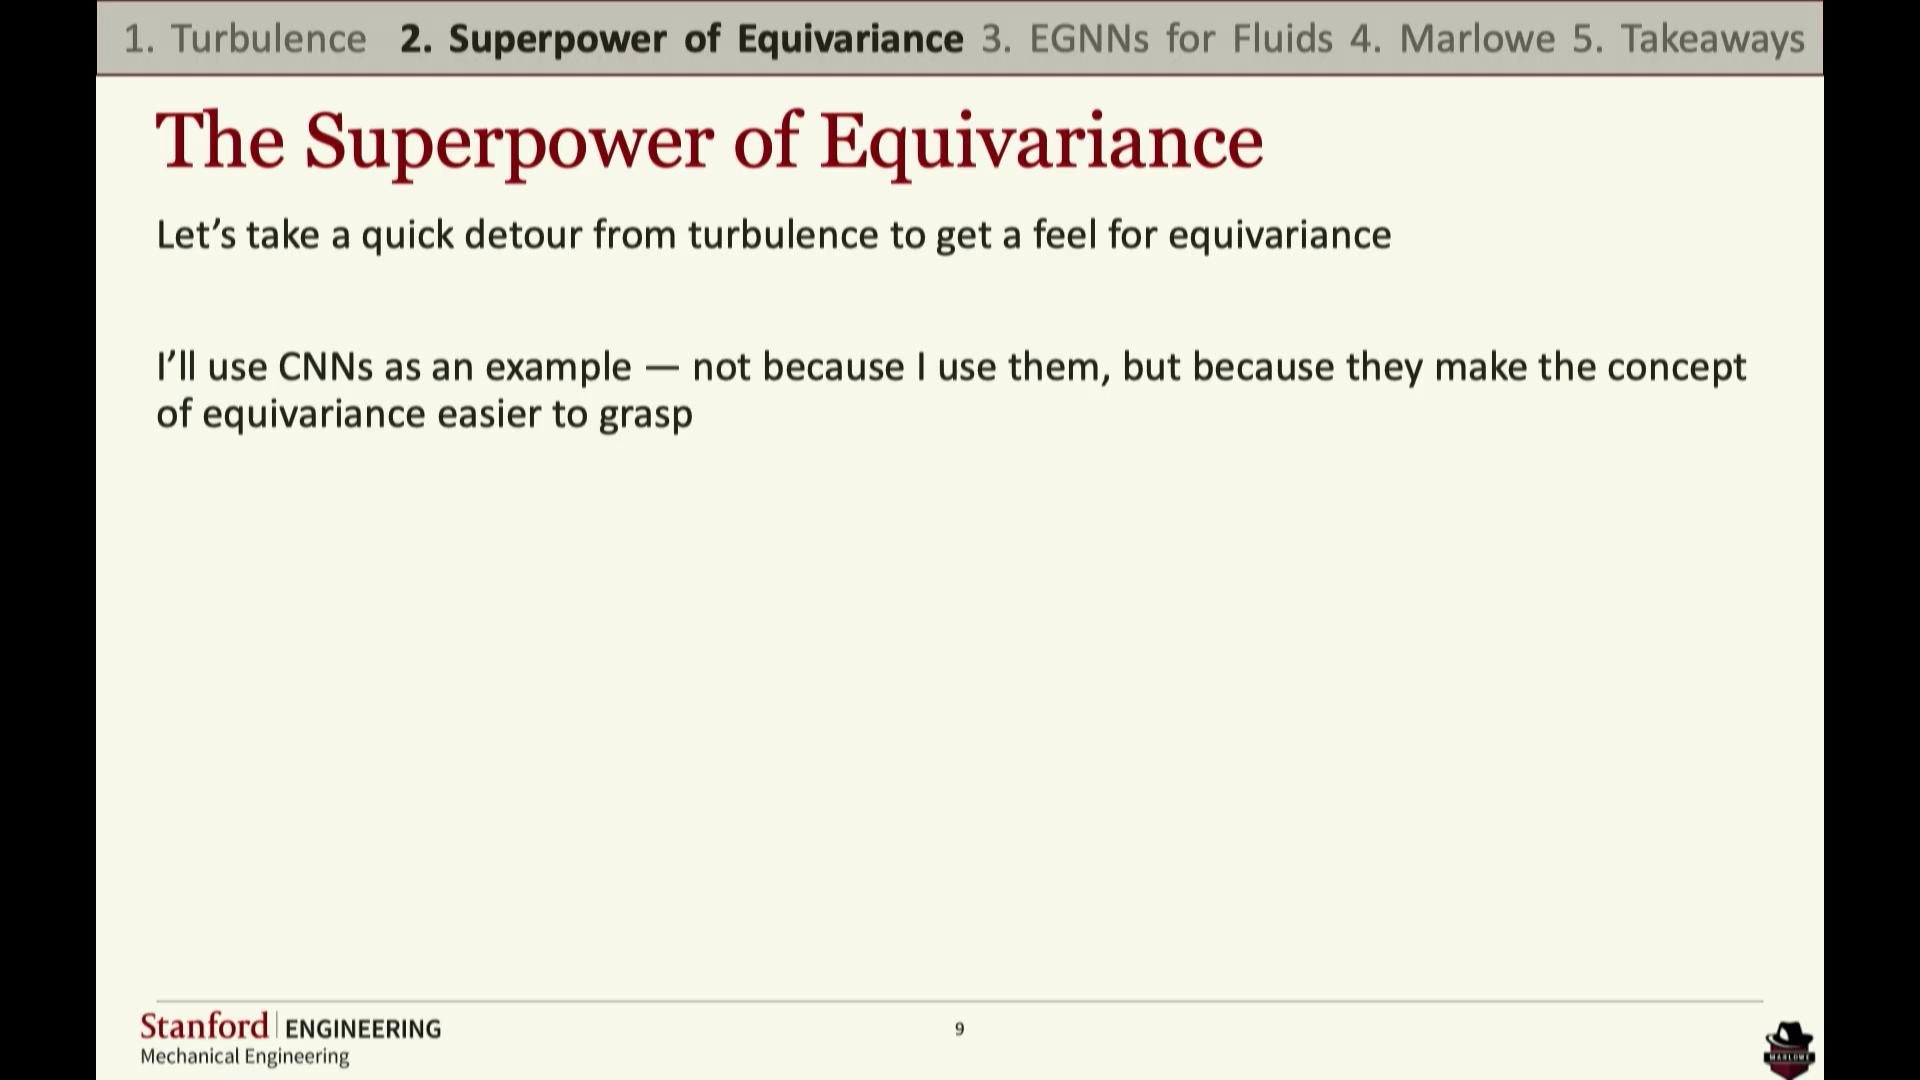 1. Turbulence 2. Superpower of Equivariance 3. EGNNs for Fluids 4. Marlowe 5. Takeaways
The Superpower of Equivariance
Let’s take a quick detour from turbulence to get a feel for equivariance
I’ll use CNNs as an example — not because I use them, but because they make the concept
of equivariance easier to grasp
Stanford | ENGINEERING
Mechanical Engineering
9
MARLOWE